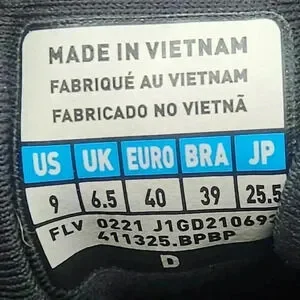 MADE IN VIETNAM
FABRIQUÉ AU VIETNAM
FABRICADO NO VIETNÃ
US UK EURO BRA JP
9 6.5 40 39 25.5
FLV 0221 J1GD210693
411325.BPBP
D